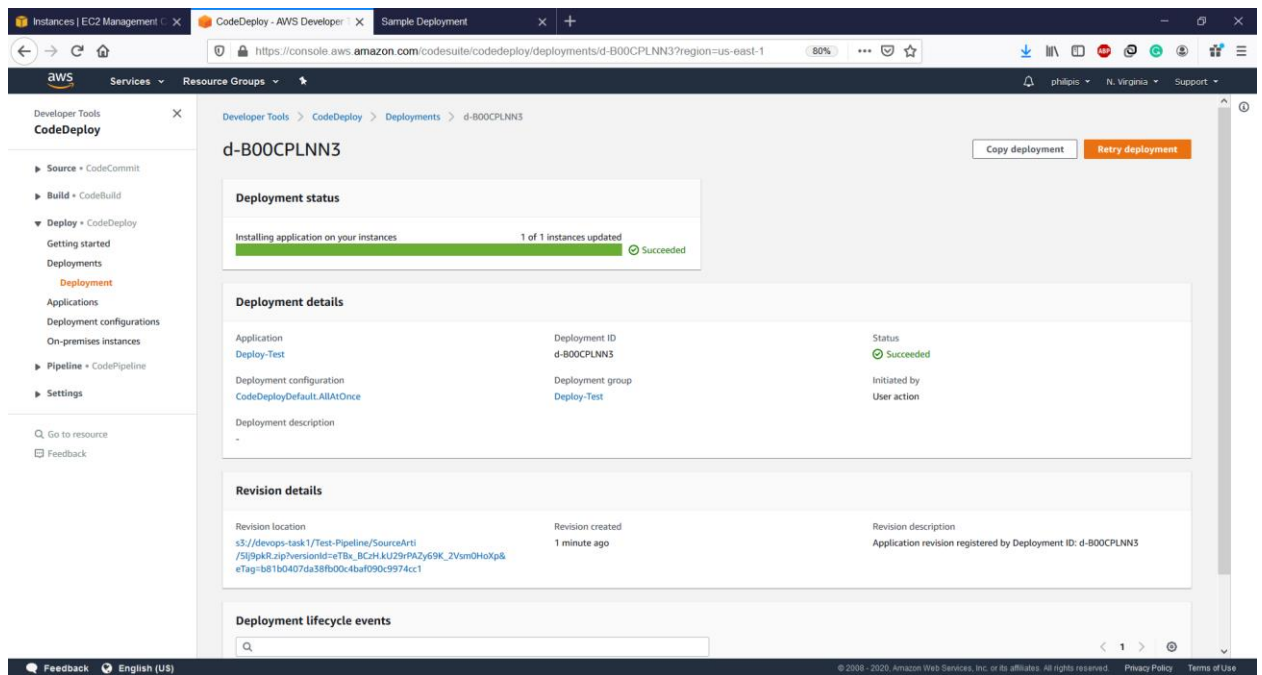 Instances | EC2 Management C
CodeDeploy - AWS Developer T
Sample Deployment
https://console.aws.amazon.com/codesuite/codedeploy/deployments/d-B00CPLNN3?region=us-east-1
80%
aws
Services
Resource Groups
philipis
N. Virginia
Support
Developer Tools
CodeDeploy
Source • CodeCommit
Build • CodeBuild
Deploy • CodeDeploy
Getting started
Deployments
Deployment
Applications
Deployment configurations
On-premises instances
Pipeline • CodePipeline
Settings
Go to resource
Feedback
Developer Tools > CodeDeploy > Deployments > d-B00CPLNN3
d-B00CPLNN3
Copy deployment
Retry deployment
Deployment status
Installing application on your instances
1 of 1 instances updated
Succeeded
Deployment details
Application
Deploy-Test
Deployment ID
d-B00CPLNN3
Status
Succeeded
Deployment configuration
CodeDeployDefault.AllAtOnce
Deployment group
Deploy-Test
Initiated by
User action
Deployment description
-
Revision details
Revision location
s3://devops-task1/Test-Pipeline/SourceArti
/5lj9pkR.zip?versionId=eTBx_BCzH.kU29rPAZy69K_2Vsm0HoXp&
eTag=b81b0407da38fb00c4baf090c9974cc1
Revision created
1 minute ago
Revision description
Application revision registered by Deployment ID: d-B00CPLNN3
Deployment lifecycle events
< 1 >
Feedback
English (US)
© 2008 - 2020, Amazon Web Services, Inc. or its affiliates. All rights reserved.
Privacy Policy
Terms of Use